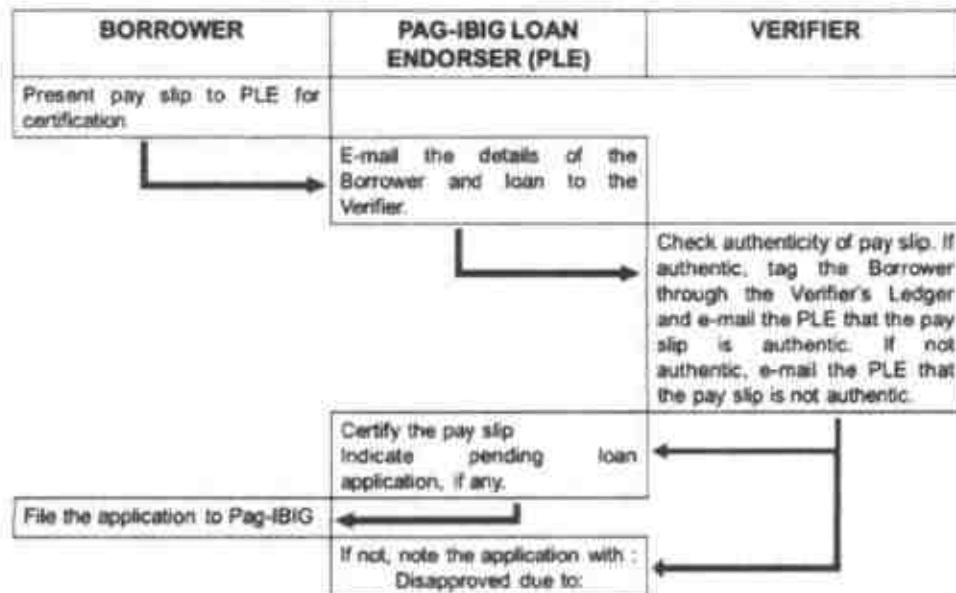 BORROWER
PAG-IBIG LOAN
ENDORSER (PLE)
VERIFIER
Present pay slip to PLE for
certification
E-mail the details of the
Borrower and loan to the
Verifier.
Check authenticity of pay slip. If
authentic, tag the Borrower
through the Verifier's Ledger
and e-mail the PLE that the pay
slip is authentic. If not
authentic, e-mail the PLE that
the pay slip is not authentic.
Certify the pay slip
Indicate pending loan
application, if any.
File the application to Pag-IBIG
If not, note the application with :
Disapproved due to: